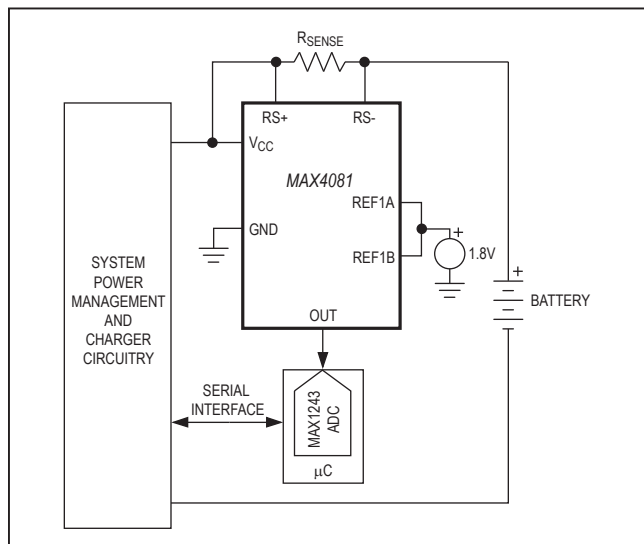 RSENSE
RS+
RS-
VCC
MAX4081
REF1A
GND
+
1.8V
REF1B
SYSTEM
POWER
MANAGEMENT
AND
CHARGER
CIRCUITRY
+
BATTERY
OUT
SERIAL
INTERFACE
MAX1243
ADC
µC